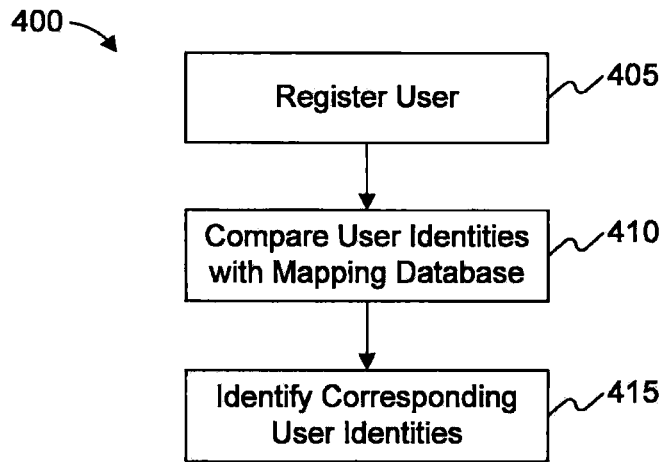 400
Register User
405
Compare User Identities
with Mapping Database
410
Identify Corresponding
User Identities
415